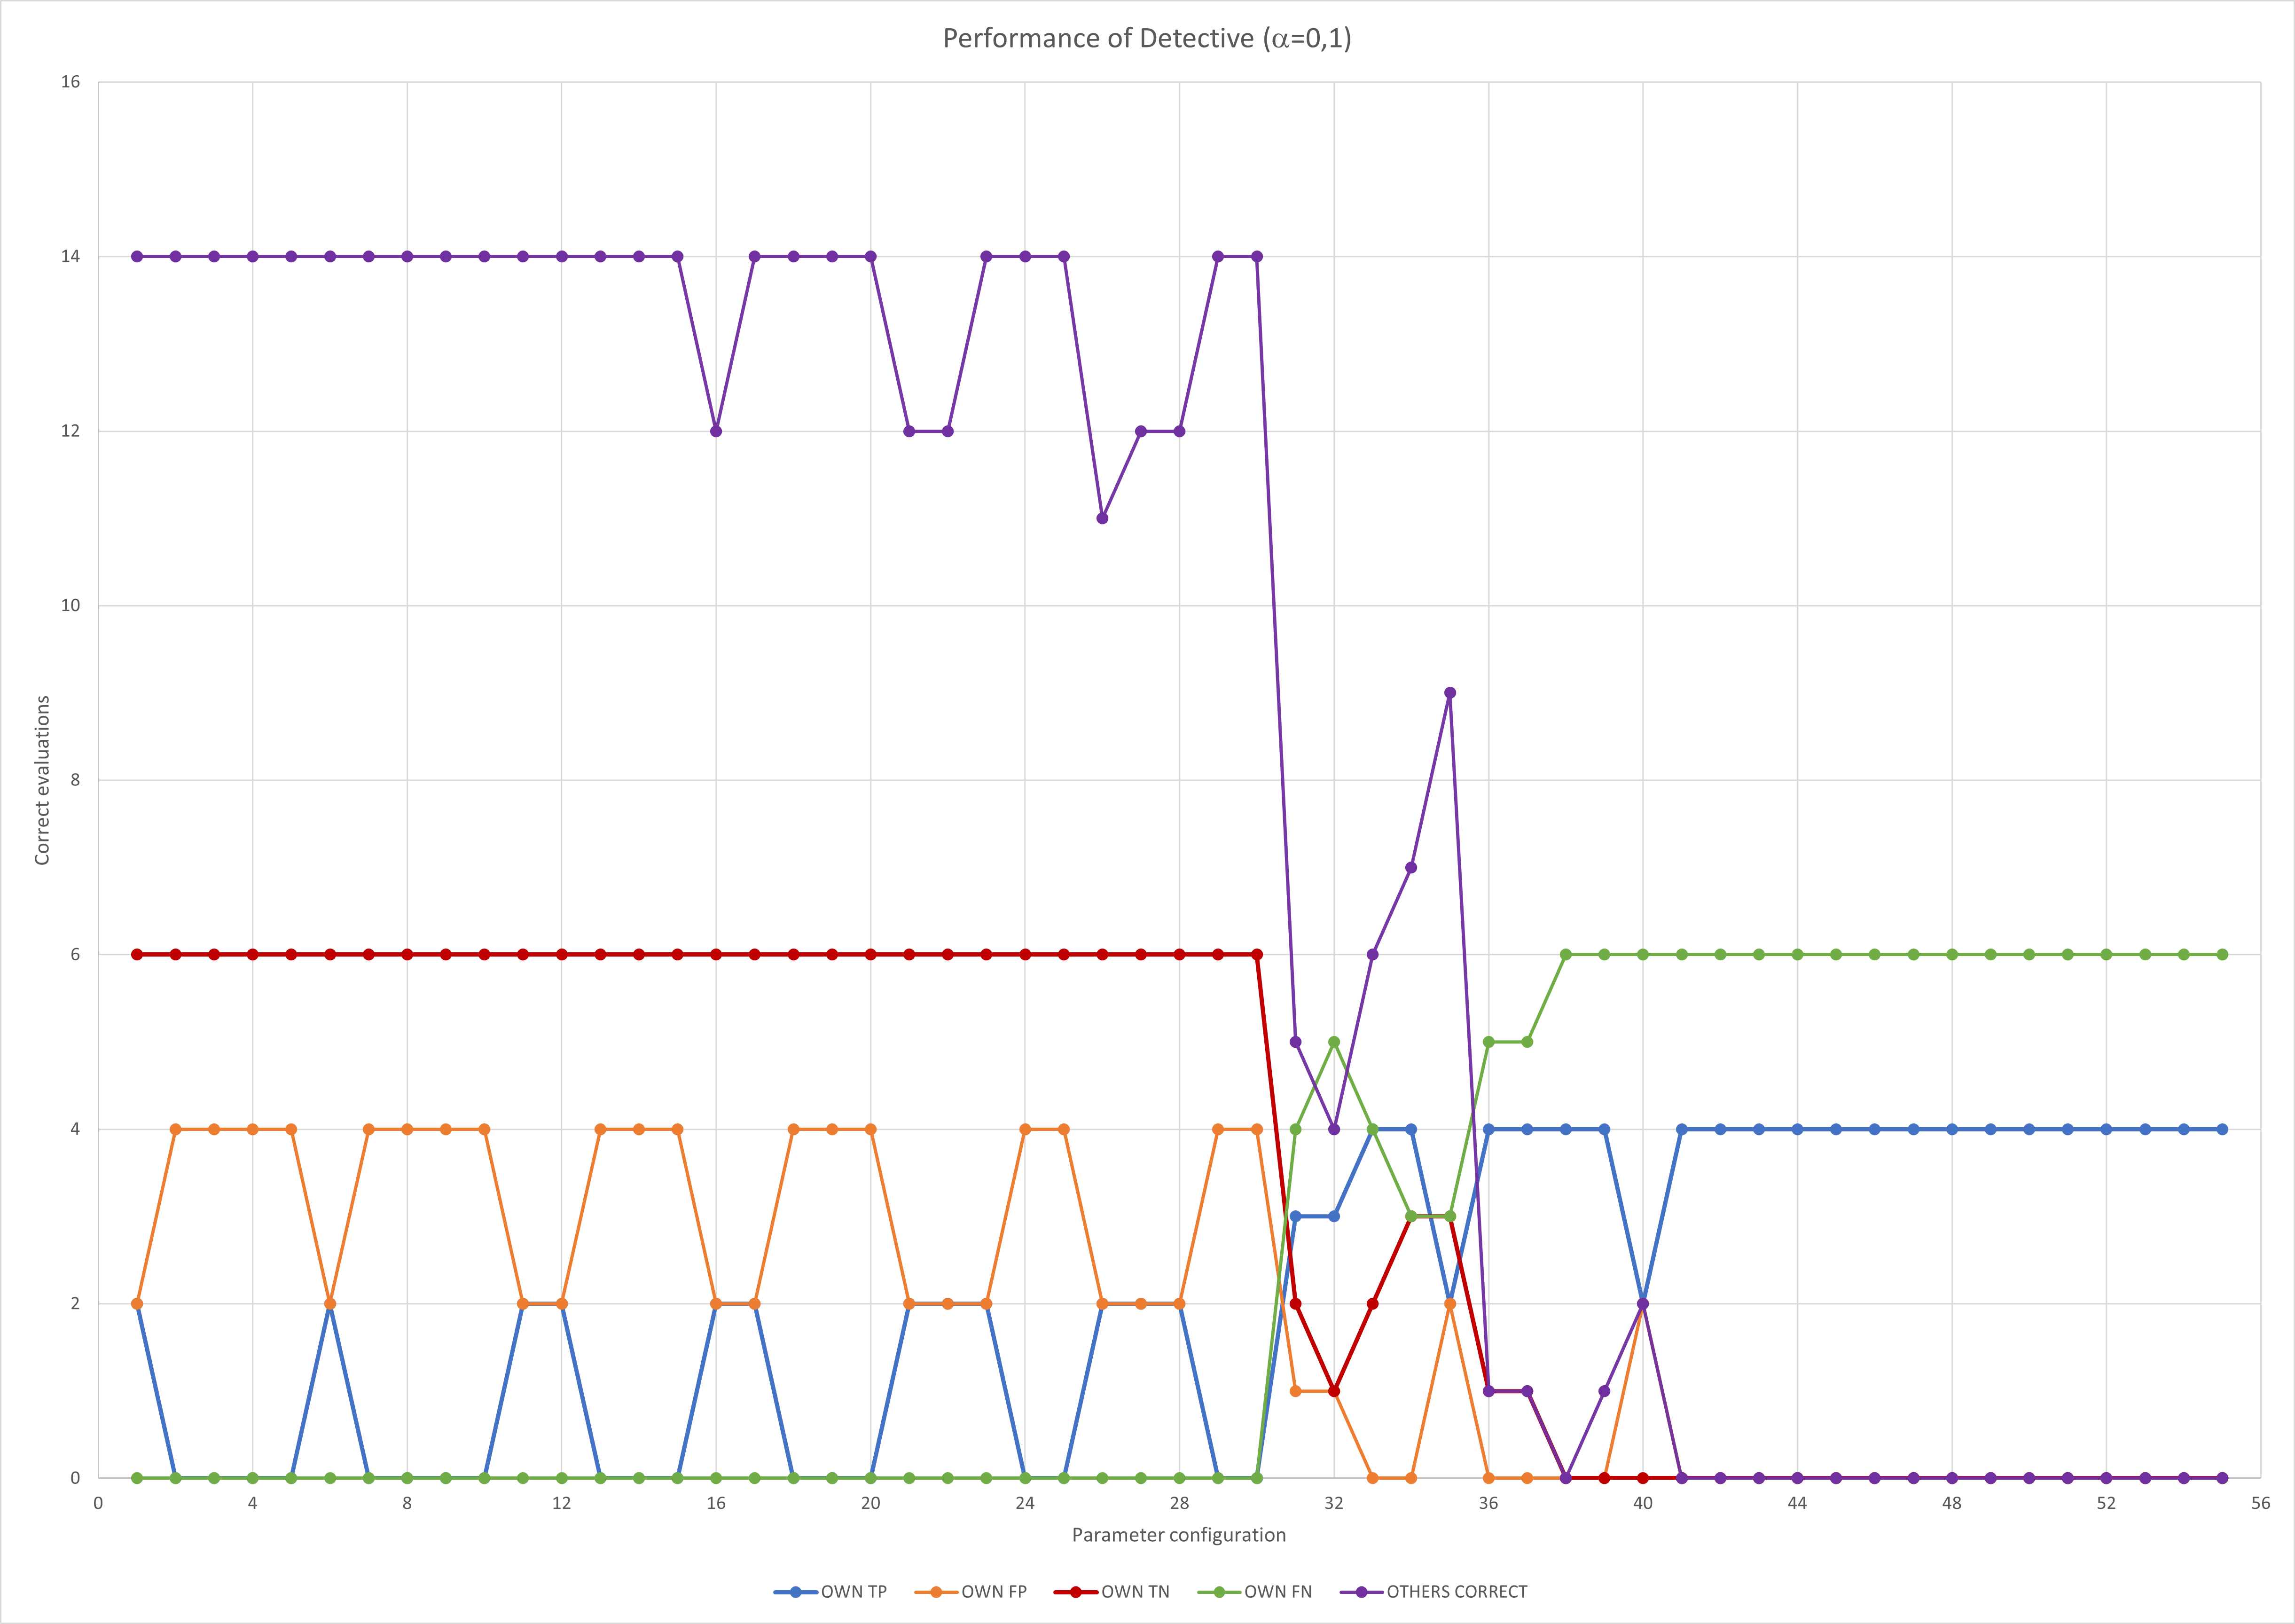 Performance of Detective (α=0,1)
16
14
12
10
8
6
4
2
0
Correct evaluations
0 4 8 12 16 20 24 28 32 36 40 44 48 52 56
Parameter configuration
OWN TP OWN FP OWN TN OWN FN OTHERS CORRECT